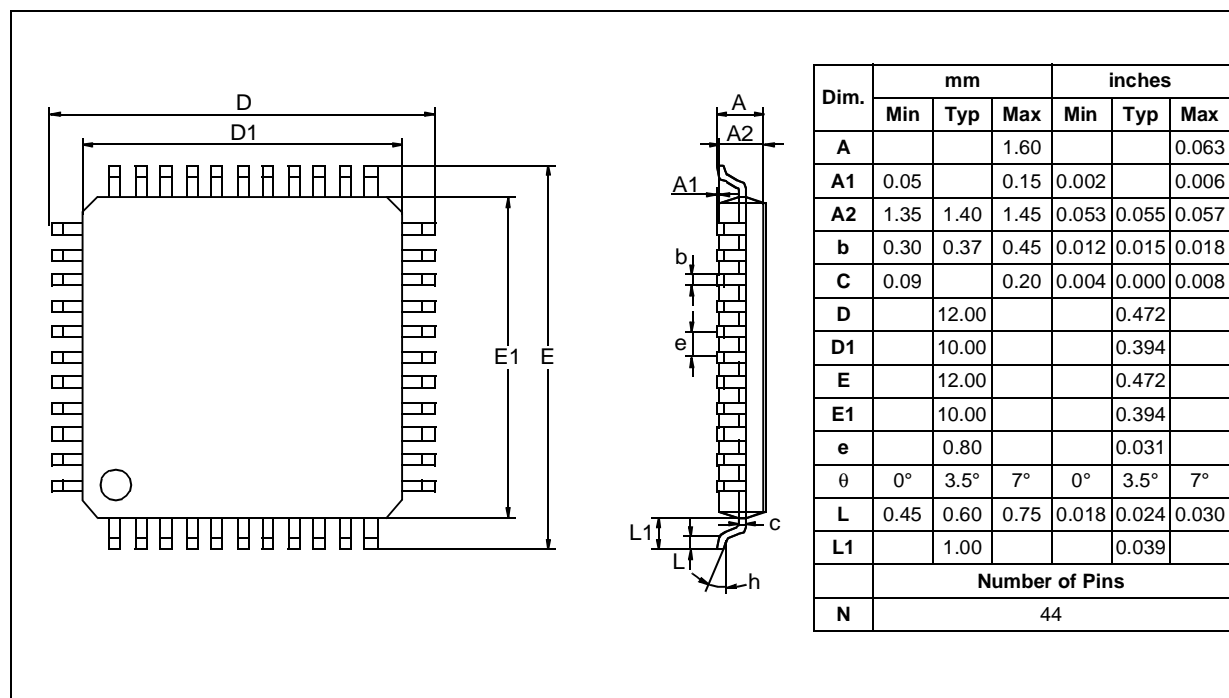 D
D1
E1 E
A
A2
A1
b
e
c
L1
L
h
Dim. mm inches
Min Typ Max Min Typ Max
A 1.60 0.063
A1 0.05 0.15 0.002 0.006
A2 1.35 1.40 1.45 0.053 0.055 0.057
b 0.30 0.37 0.45 0.012 0.015 0.018
C 0.09 0.20 0.004 0.000 0.008
D 12.00 0.472
D1 10.00 0.394
E 12.00 0.472
E1 10.00 0.394
e 0.80 0.031
θ 0° 3.5° 7° 0° 3.5° 7°
L 0.45 0.60 0.75 0.018 0.024 0.030
L1 1.00 0.039
Number of Pins
N 44